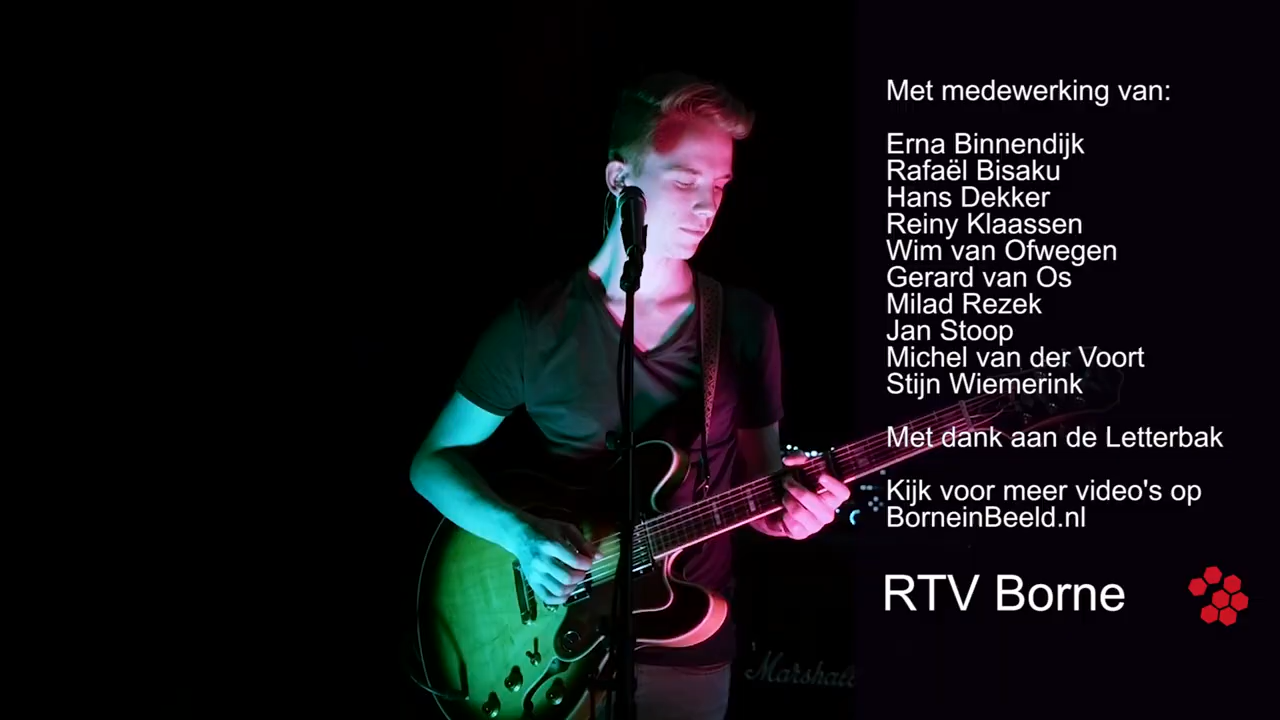 Met medewerking van:
Erna Binnendijk
Rafaël Bisaku
Hans Dekker
Reiny Klaassen
Wim van Ofwegen
Gerard van Os
Milad Rezek
Jan Stoop
Michel van der Voort
Stijn Wiemerink
Met dank aan de Letterbak
Kijk voor meer video's op
BorneinBeeld.nl
RTV Borne
Marshall